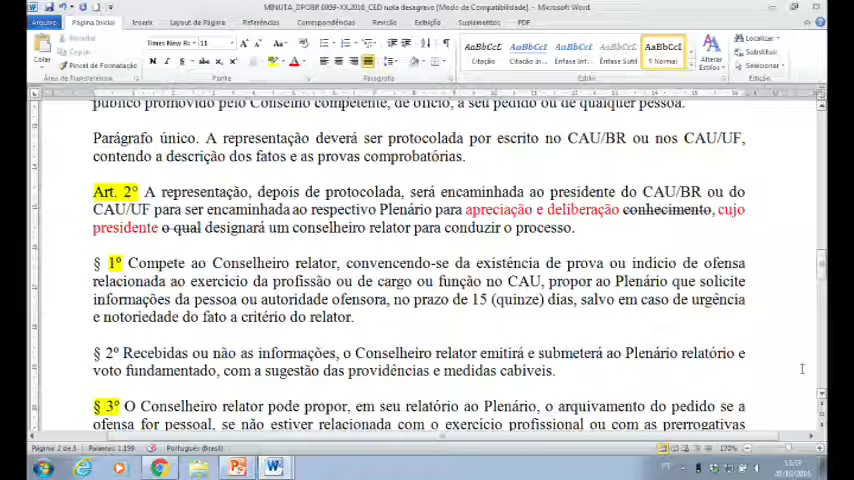 MINUTA_DPOBR 0059-XX.2016_CED nota desagravo [Modo de Compatibilidade] - Microsoft Word
Arquivo Página Inicial Inserir Layout da Página Referências Correspondências Revisão Exibição Suplementos PDF
Colar
Recortar
Copiar
Pincel de Formatação
Área de Transferência
Times New Ro 11
Fonte
Parágrafo
AaBbCcI AaBbCcI AaBbCcI AaBbCcI AaBbCcI
Citação Citação In... Ênfase Int... Ênfase Sutil ¶ Normal
Alterar Estilos
Estilo
Localizar
Substituir
Selecionar
Edição
público promovido pelo Conselho competente, de ofício, a seu pedido ou de qualquer pessoa.
Parágrafo único. A representação deverá ser protocolada por escrito no CAU/BR ou nos CAU/UF,
contendo a descrição dos fatos e as provas comprobatórias.
Art. 2° A representação, depois de protocolada, será encaminhada ao presidente do CAU/BR ou do
CAU/UF para ser encaminhada ao respectivo Plenário para apreciação e deliberação conhecimento, cujo
presidente o qual designará um conselheiro relator para conduzir o processo.
§ 1º Compete ao Conselheiro relator, convencendo-se da existência de prova ou indício de ofensa
relacionada ao exercício da profissão ou de cargo ou função no CAU, propor ao Plenário que solicite
informações da pessoa ou autoridade ofensora, no prazo de 15 (quinze) dias, salvo em caso de urgência
e notoriedade do fato a critério do relator.
§ 2º Recebidas ou não as informações, o Conselheiro relator emitirá e submeterá ao Plenário relatório e
voto fundamentado, com a sugestão das providências e medidas cabíveis.
§ 3º O Conselheiro relator pode propor, em seu relatório ao Plenário, o arquivamento do pedido se a
ofensa for pessoal, se não estiver relacionada com o exercício profissional ou com as prerrogativas
Página: 2 de 3 Palavras: 1.199 Português (Brasil) 170%
PT
20/10/2016